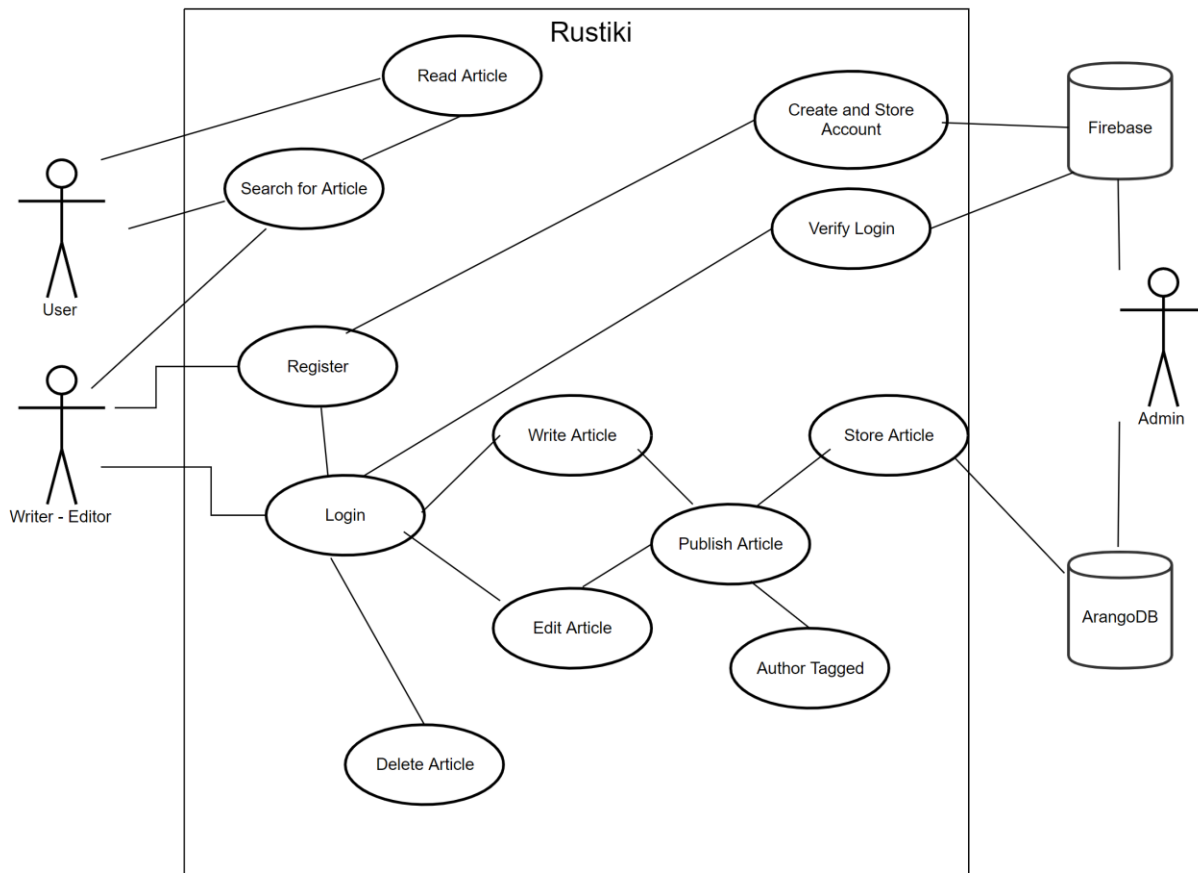 Rustiki
Read Article
Create and Store
Account
Firebase
Search for Article
Verify Login
User
Register
Admin
Write Article
Store Article
Writer - Editor
Login
Publish Article
Edit Article
ArangoDB
Author Tagged
Delete Article